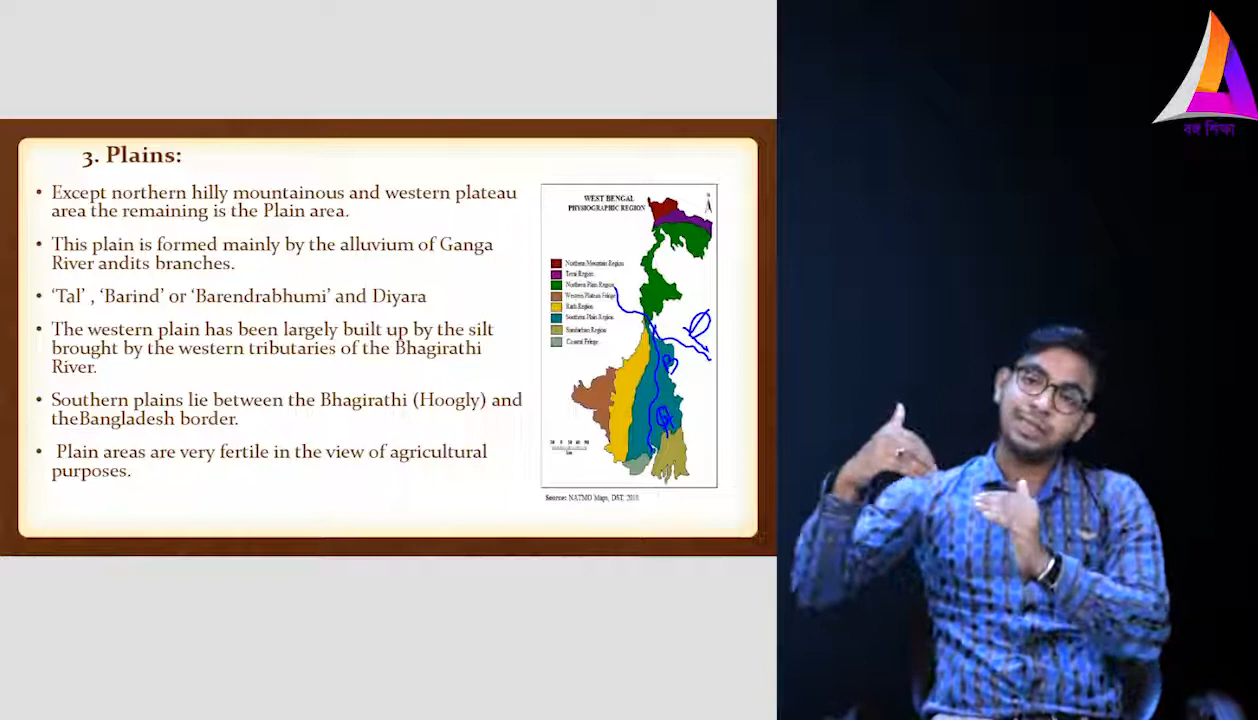 3. Plains:
• Except northern hilly mountainous and western plateau
area the remaining is the Plain area.
• This plain is formed mainly by the alluvium of Ganga
River andits branches.
• ‘Tal’ , ‘Barind’ or ‘Barendrabhumi’ and Diyara
• The western plain has been largely built up by the silt
brought by the western tributaries of the Bhagirathi
River.
• Southern plains lie between the Bhagirathi (Hoogly) and
theBangladesh border.
• Plain areas are very fertile in the view of agricultural
purposes.
WEST BENGAL
PHYSIOGRAPHIC REGION
Northern Mountain Region
Terai Region
Northern Plain Region
Western Plateau Fringe
Rarh Region
Southern Plain Region
Sundarban Region
Coastal Fringe
Source: NATMO Maps, DST, 2010
বঙ্গ শিক্ষা